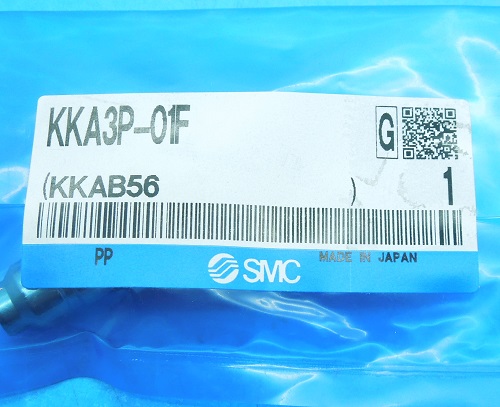 KKA3P-01F
G
(KKAB56 ) 1
PP
SMC
MADE IN JAPAN